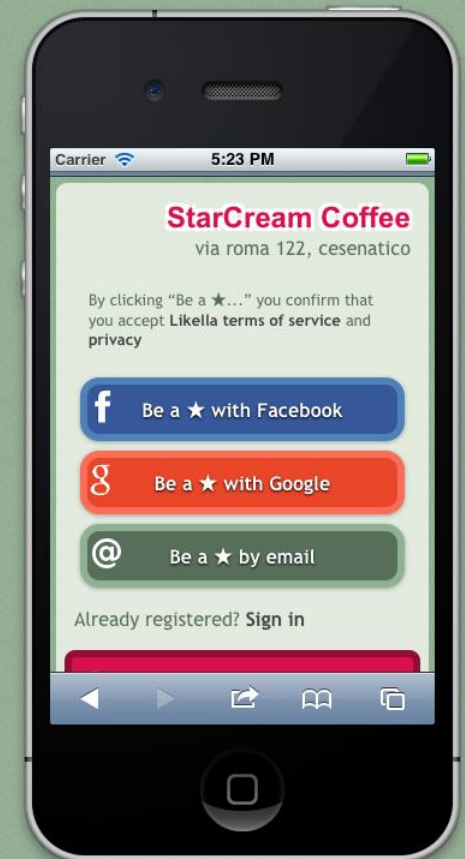 Carrier 5:23 PM
StarCream Coffee
via roma 122, cesenatico
By clicking “Be a ★...” you confirm that
you accept Likella terms of service and
privacy
f Be a ★ with Facebook
g Be a ★ with Google
@ Be a ★ by email
Already registered? Sign in